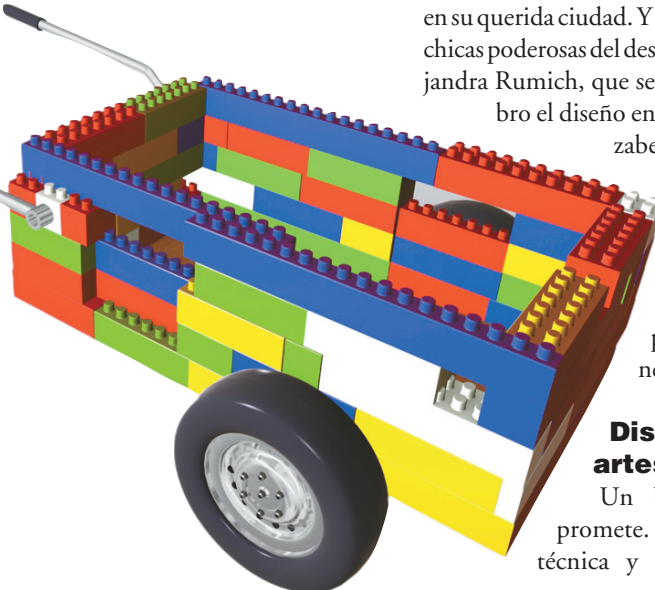 en su querida ciudad. Y
chicas poderosas del des
jandra Rumich, que se
bro el diseño en
zabe
p
no
Dis
artes
Un
promete.
técnica y